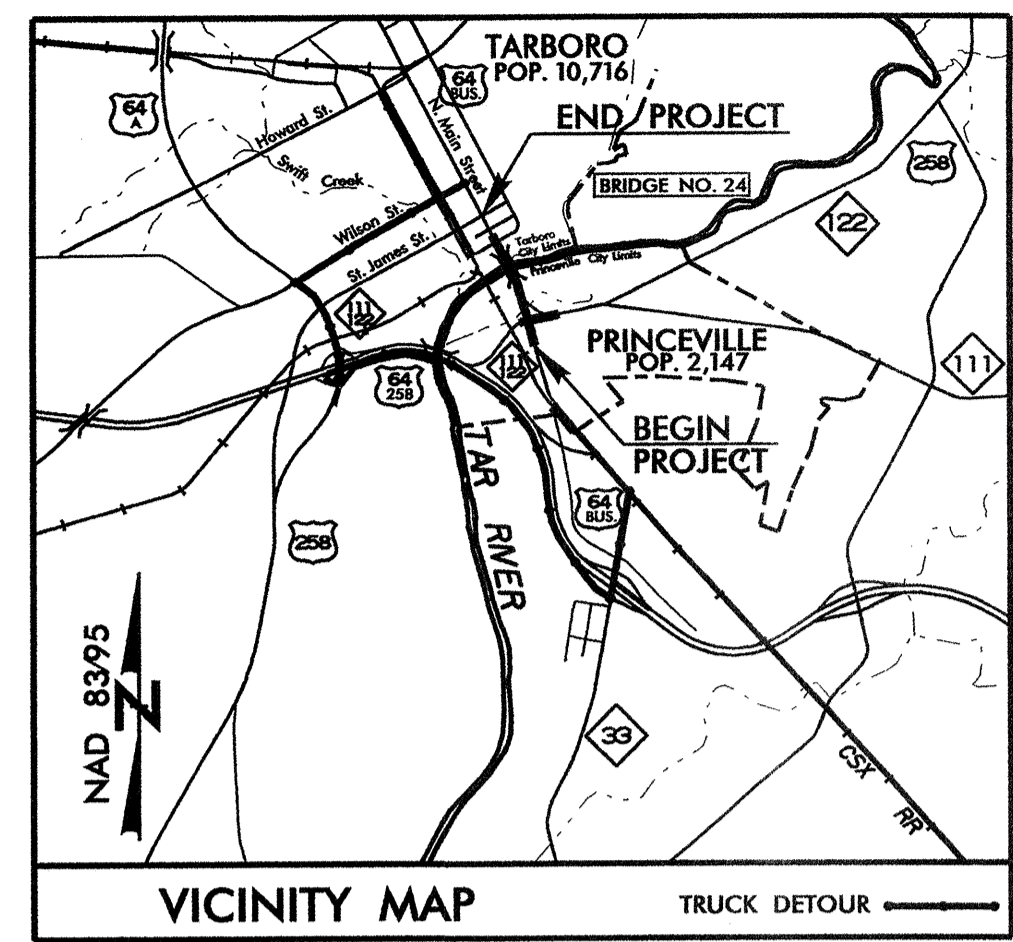 TARBORO
POP. 10,716
64
BUS.
64
A
N. Main Street
END PROJECT
Howard St.
Swift Creek
258
BRIDGE NO. 24
122
Wilson St.
St. James St.
Tarboro
City Limits
Princeville City Limits
111
122
PRINCEVILLE
POP. 2,147
111
122
111
64
258
BEGIN
PROJECT
TAR RIVER
64
BUS.
258
NAD 83/95
N
33
CSX RR
VICINITY MAP
TRUCK DETOUR